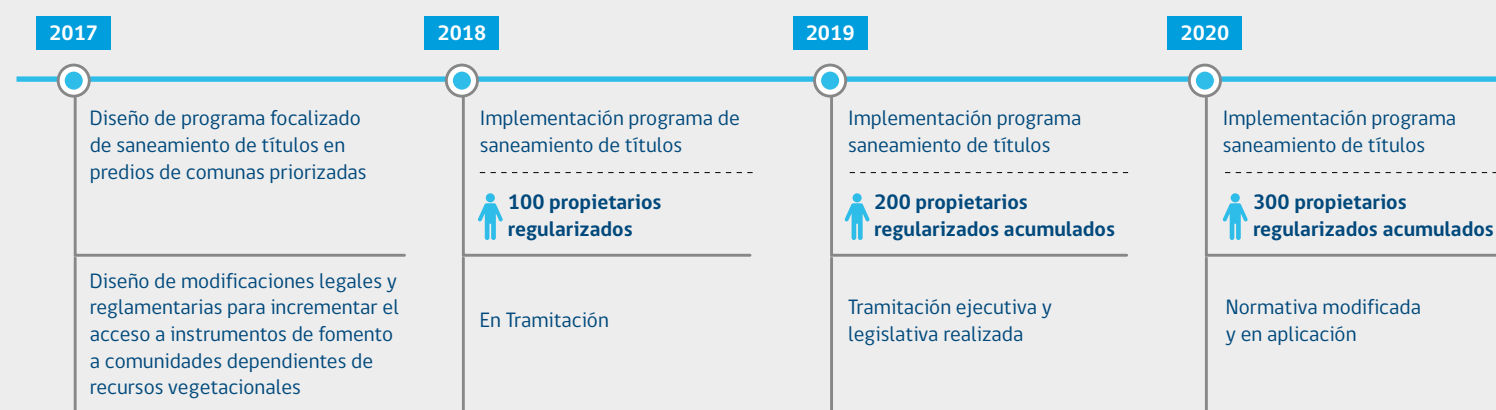 2017
Diseño de programa focalizado
de saneamiento de títulos en
predios de comunas priorizadas
Diseño de modificaciones legales y
reglamentarias para incrementar el
acceso a instrumentos de fomento
a comunidades dependientes de
recursos vegetacionales
2018
Implementación programa de
saneamiento de títulos
100 propietarios
regularizados
En Tramitación
2019
Implementación programa
saneamiento de títulos
200 propietarios
regularizados acumulados
Tramitación ejecutiva y
legislativa realizada
2020
Implementación programa
saneamiento de títulos
300 propietarios
regularizados acumulados
Normativa modificada
y en aplicación